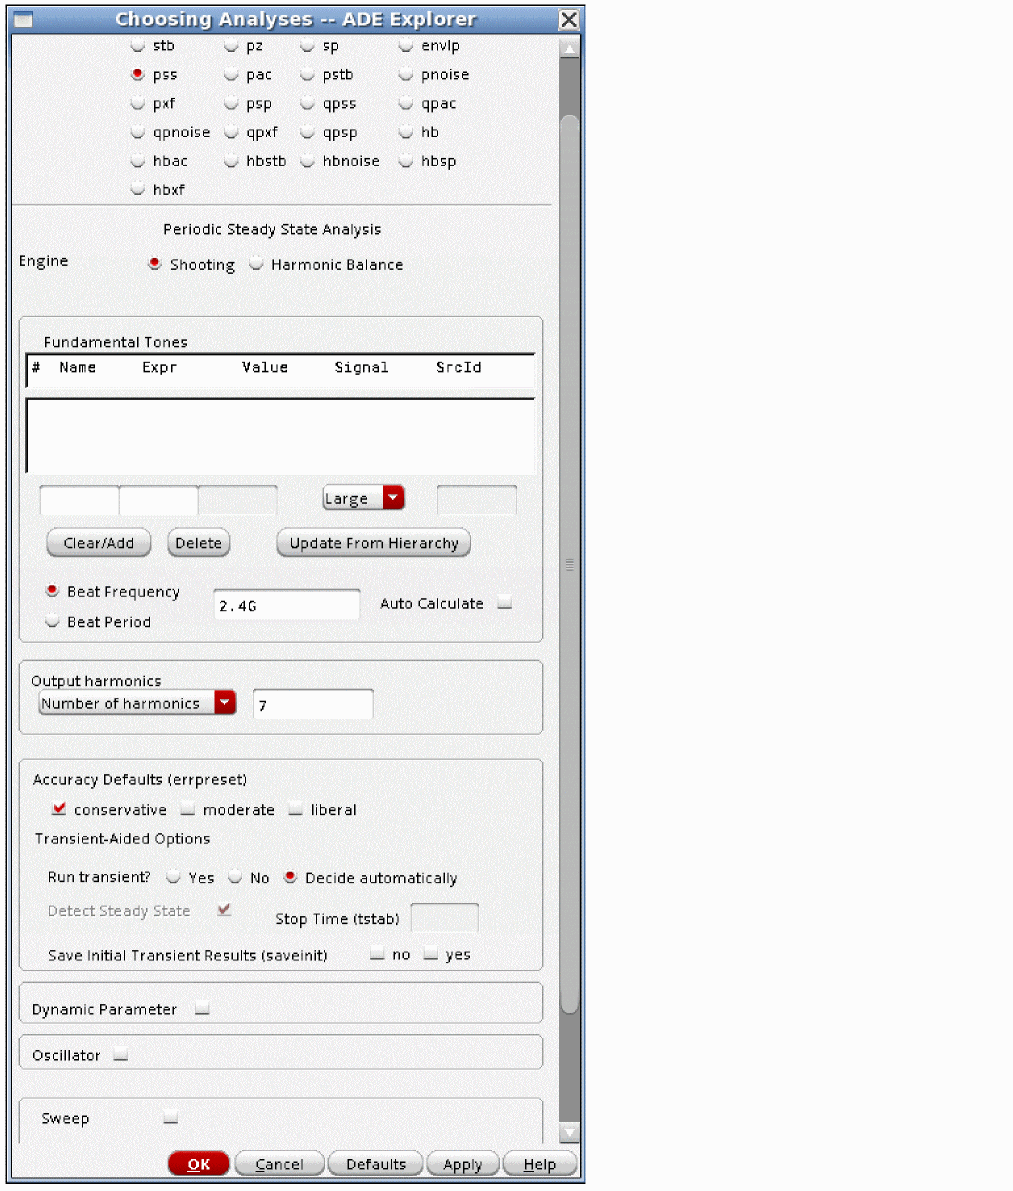 Choosing Analyses -- ADE Explorer
stb pz sp envlp
pss pac pstb pnoise
pxf psp qpss qpac
qpnoise qpxf qpsp hb
hbac hbstb hbnoise hbsp
hbxf
Periodic Steady State Analysis
Engine Shooting Harmonic Balance
Fundamental Tones
# Name Expr Value Signal SrcId
Large
Clear/Add Delete Update From Hierarchy
Beat Frequency 2.4G Auto Calculate
Beat Period
Output harmonics
Number of harmonics 7
Accuracy Defaults (errpreset)
conservative moderate liberal
Transient-Aided Options
Run transient? Yes No Decide automatically
Detect Steady State Stop Time (tstab)
Save Initial Transient Results (saveinit) no yes
Dynamic Parameter
Oscillator
Sweep
OK Cancel Defaults Apply Help